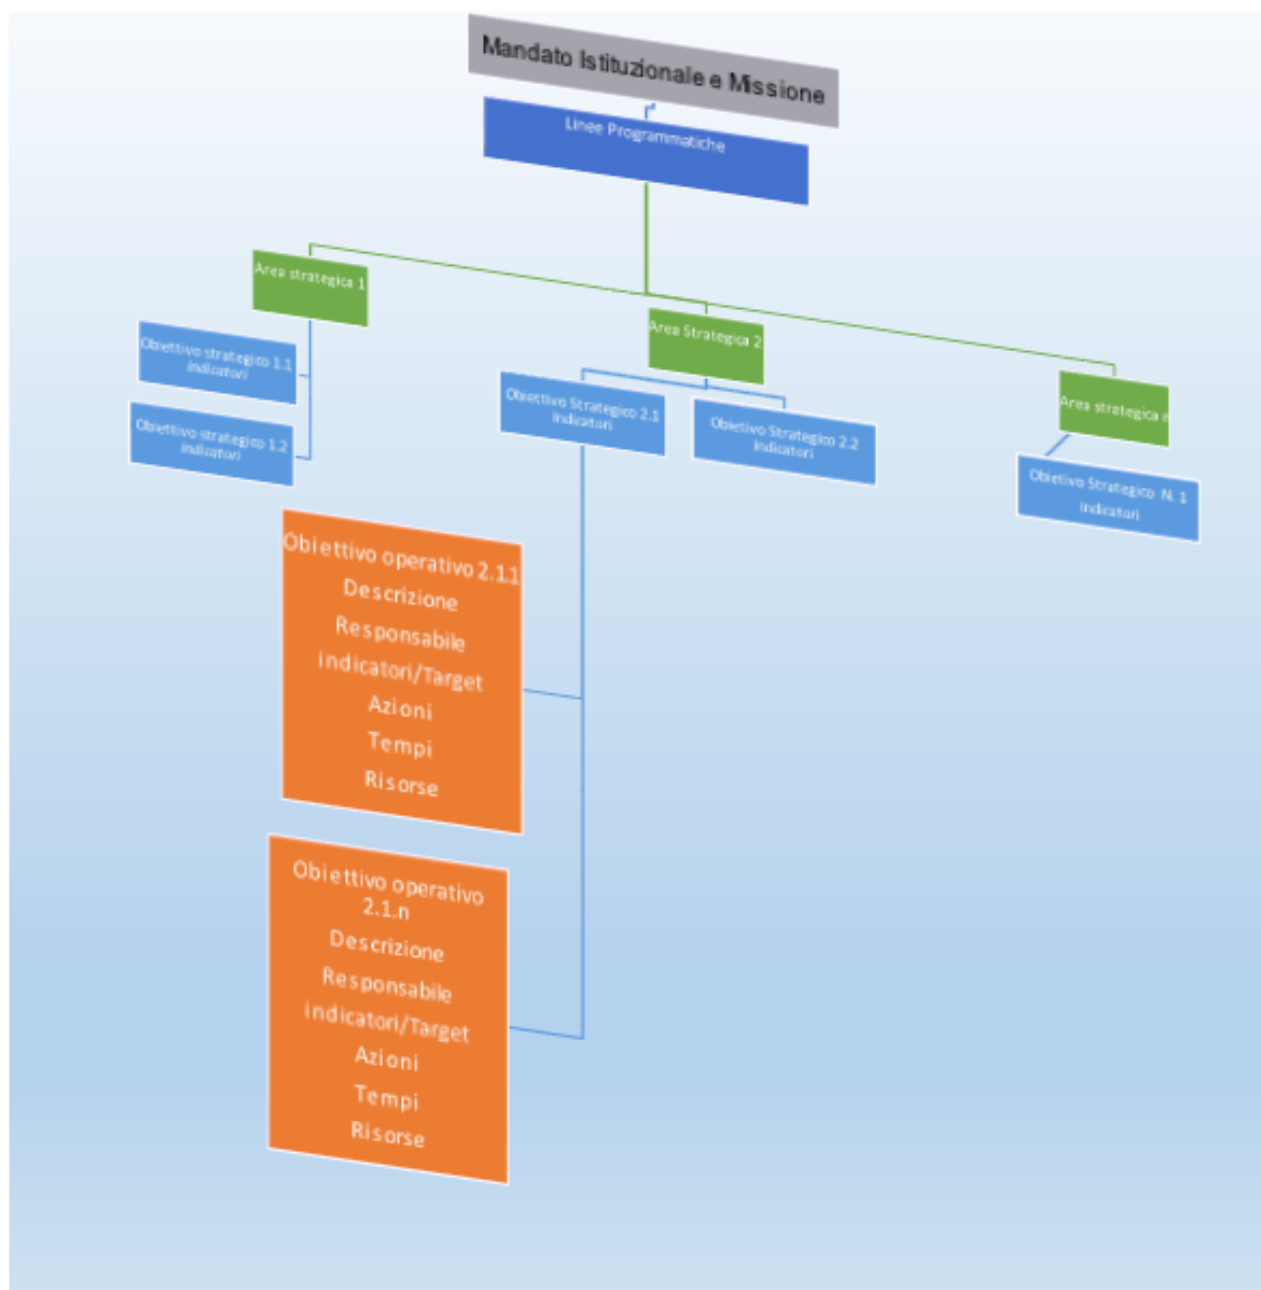 Mandato Istituzionale e Missione
Linee Programmatiche
Area strategica 1
Obiettivo strategico 1.1
Indicatori
Obiettivo strategico 1.2
Indicatori
Area Strategica 2
Obiettivo Strategico 2.1
Indicatori
Obietivo Strategico 2.2
Indicatori
Area strategica n
Obietivo Strategico N. 1
Indicatori
Obiettivo operativo 2.1.1
Descrizione
Responsabile
indicatori/Target
Azioni
Tempi
Risorse
Obiettivo operativo
2.1.n
Descrizione
Responsabile
indicatori/Target
Azioni
Tempi
Risorse